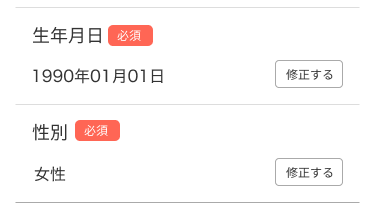 生年月日 必須
1990年01月01日 修正する
性別 必須
女性 修正する